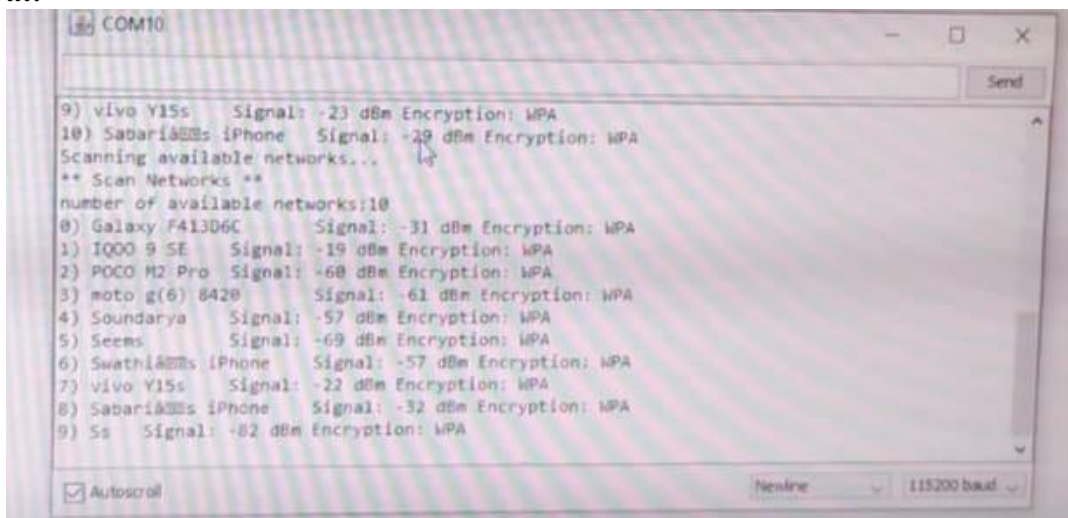 COM10
Send
9) vivo Y15s Signal: -23 dBm Encryption: WPA
10) Sabariâs iPhone Signal: -29 dBm Encryption: WPA
Scanning available networks...
** Scan Networks **
number of available networks:10
0) Galaxy F413D6C Signal: -31 dBm Encryption: WPA
1) IQOO 9 SE Signal: -19 dBm Encryption: WPA
2) POCO M2 Pro Signal: -60 dBm Encryption: WPA
3) moto g(6) 8420 Signal: -61 dBm Encryption: WPA
4) Soundarya Signal: -57 dBm Encryption: WPA
5) Seems Signal: -69 dBm Encryption: WPA
6) Swathiâs iPhone Signal: -57 dBm Encryption: WPA
7) vivo Y15s Signal: -22 dBm Encryption: WPA
8) Sabariâs iPhone Signal: -32 dBm Encryption: WPA
9) Ss Signal: -82 dBm Encryption: WPA
Autoscroll
Newline
115200 baud